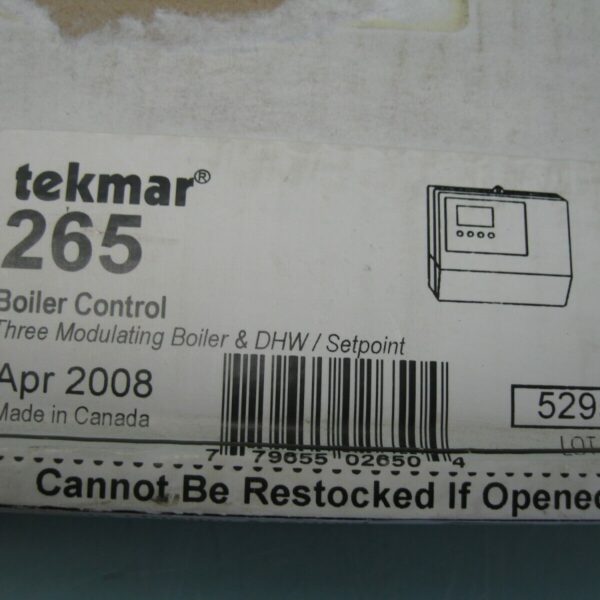 tekmar®
265
Boiler Control
Three Modulating Boiler & DHW / Setpoint
Apr 2008
Made in Canada
529
LOT
7 79655 02650 4
Cannot Be Restocked If Opened